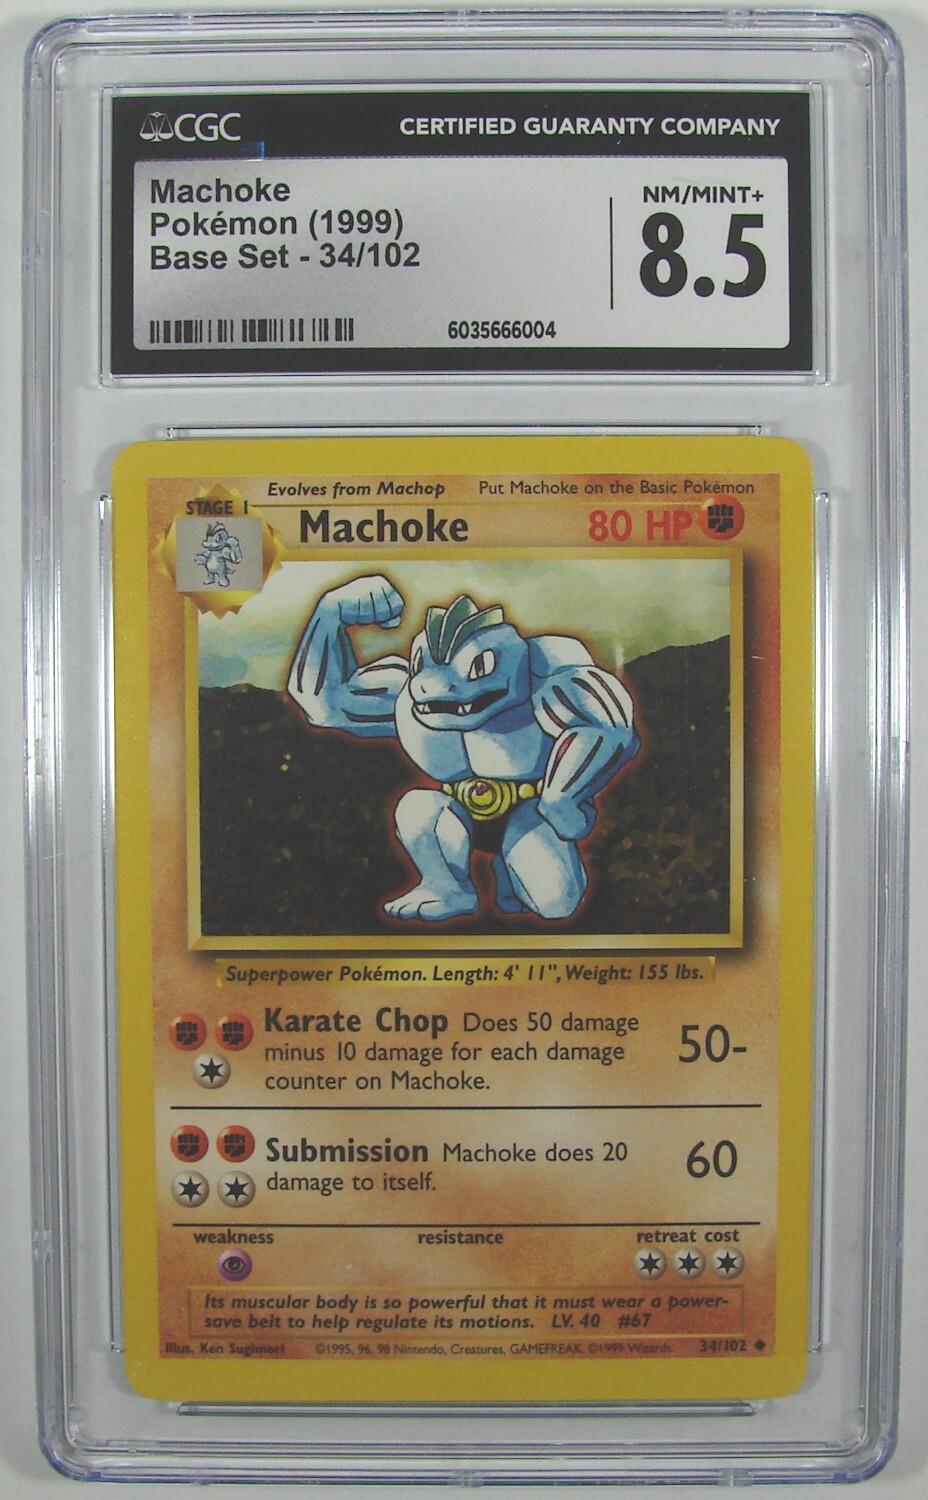 CGC CERTIFIED GUARANTY COMPANY
Machoke
Pokémon (1999)
Base Set - 34/102
NM/MINT+
8.5
6035666004
Evolves from Machop Put Machoke on the Basic Pokémon
STAGE 1
Machoke 80 HP
Superpower Pokémon. Length: 4' 11", Weight: 155 lbs.
Karate Chop Does 50 damage
minus 10 damage for each damage
counter on Machoke.
50-
Submission Machoke does 20
damage to itself.
60
weakness resistance retreat cost
Its muscular body is so powerful that it must wear a power-
save belt to help regulate its motions. LV. 40 #67
Illus. Ken Sugimori ©1995, 96, 98 Nintendo, Creatures, GAMEFREAK. ©1999 Wizards. 34/102